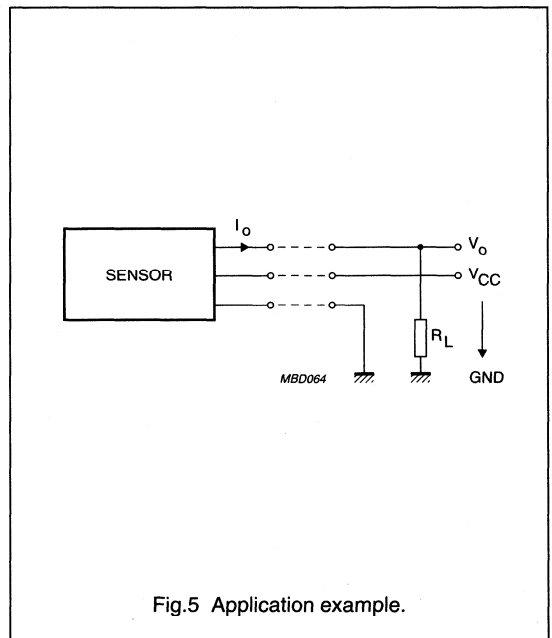 I o
V o
SENSOR
V CC
R L
MBD064
GND
Fig.5 Application example.